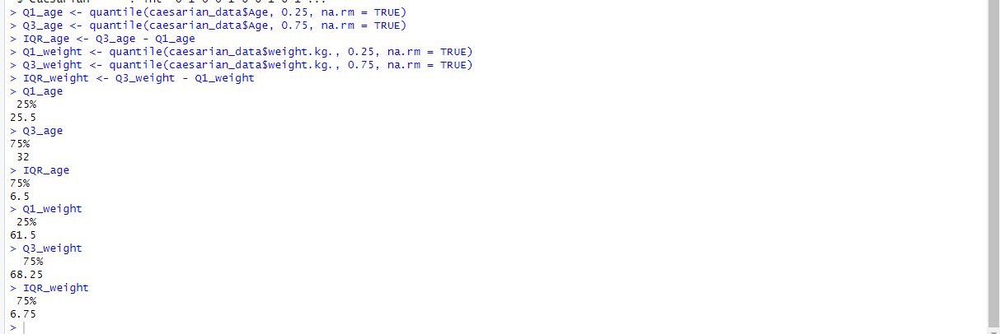 > Q1_age <- quantile(caesarian_data$Age, 0.25, na.rm = TRUE)
> Q3_age <- quantile(caesarian_data$Age, 0.75, na.rm = TRUE)
> IQR_age <- Q3_age - Q1_age
> Q1_weight <- quantile(caesarian_data$weight.kg., 0.25, na.rm = TRUE)
> Q3_weight <- quantile(caesarian_data$weight.kg., 0.75, na.rm = TRUE)
> IQR_weight <- Q3_weight - Q1_weight
> Q1_age
 25%
25.5
> Q3_age
75%
 32
> IQR_age
75%
6.5
> Q1_weight
 25%
61.5
> Q3_weight
  75%
68.25
> IQR_weight
 75%
6.75
>